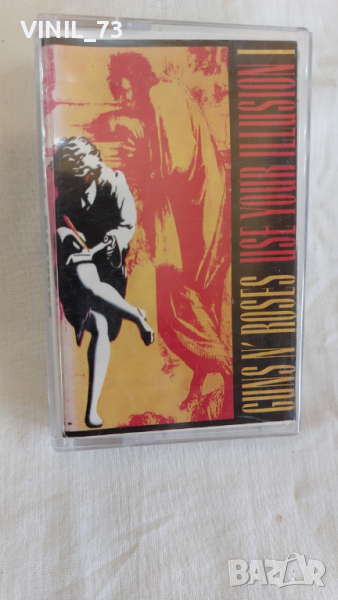 VINIL_73
GUNS N' ROSES USE YOUR ILLUSION I
BAZAR